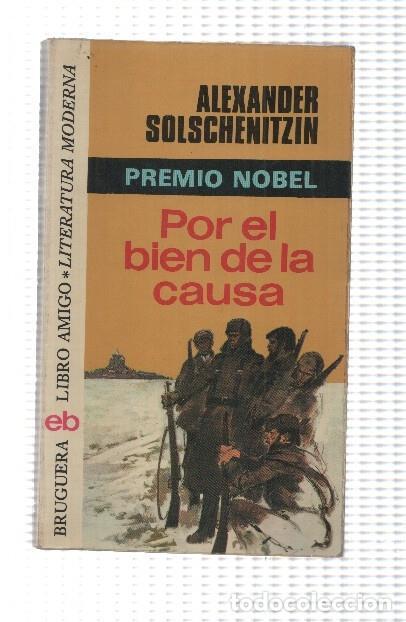 ALEXANDER
SOLSCHENITZIN
PREMIO NOBEL
Por el
bien de la
causa
BRUGUERA eb LIBRO AMIGO * LITERATURA MODERNA
todocoleccion